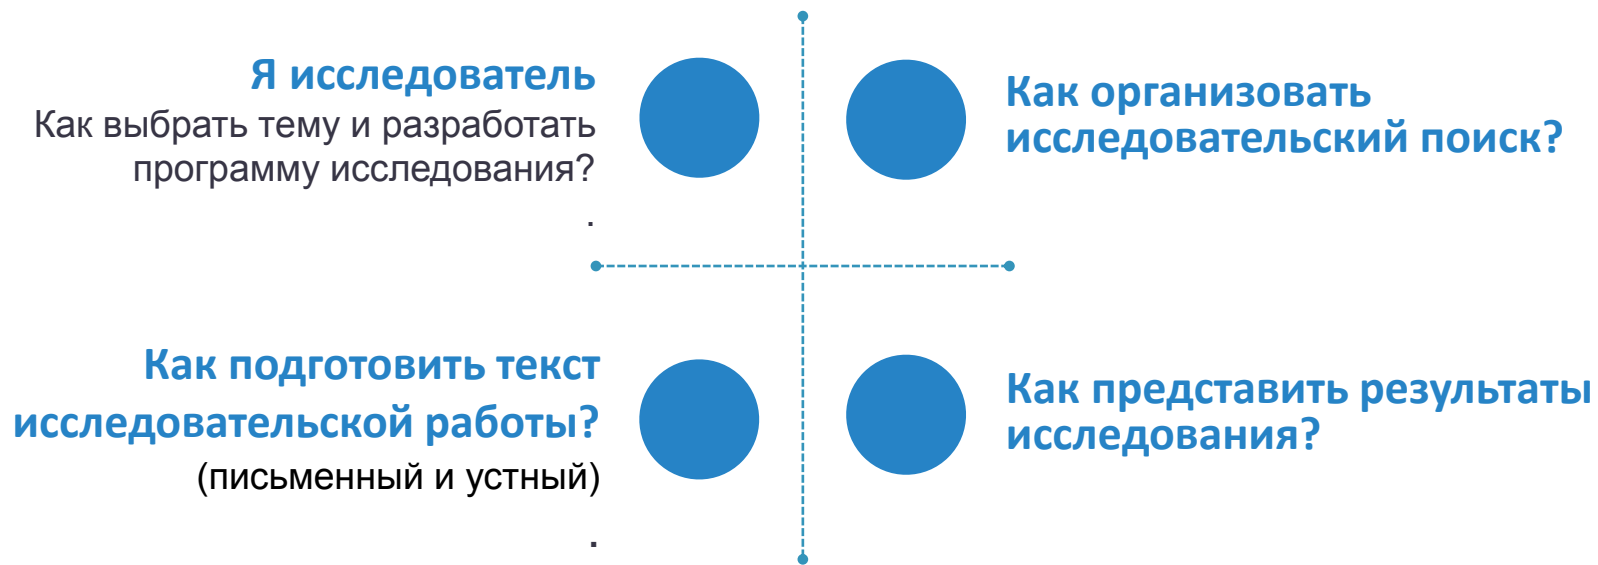 Я исследователь
Как выбрать тему и разработать
программу исследования?
.
Как организовать
исследовательский поиск?
Как подготовить текст
исследовательской работы?
(письменный и устный)
.
Как представить результаты
исследования?